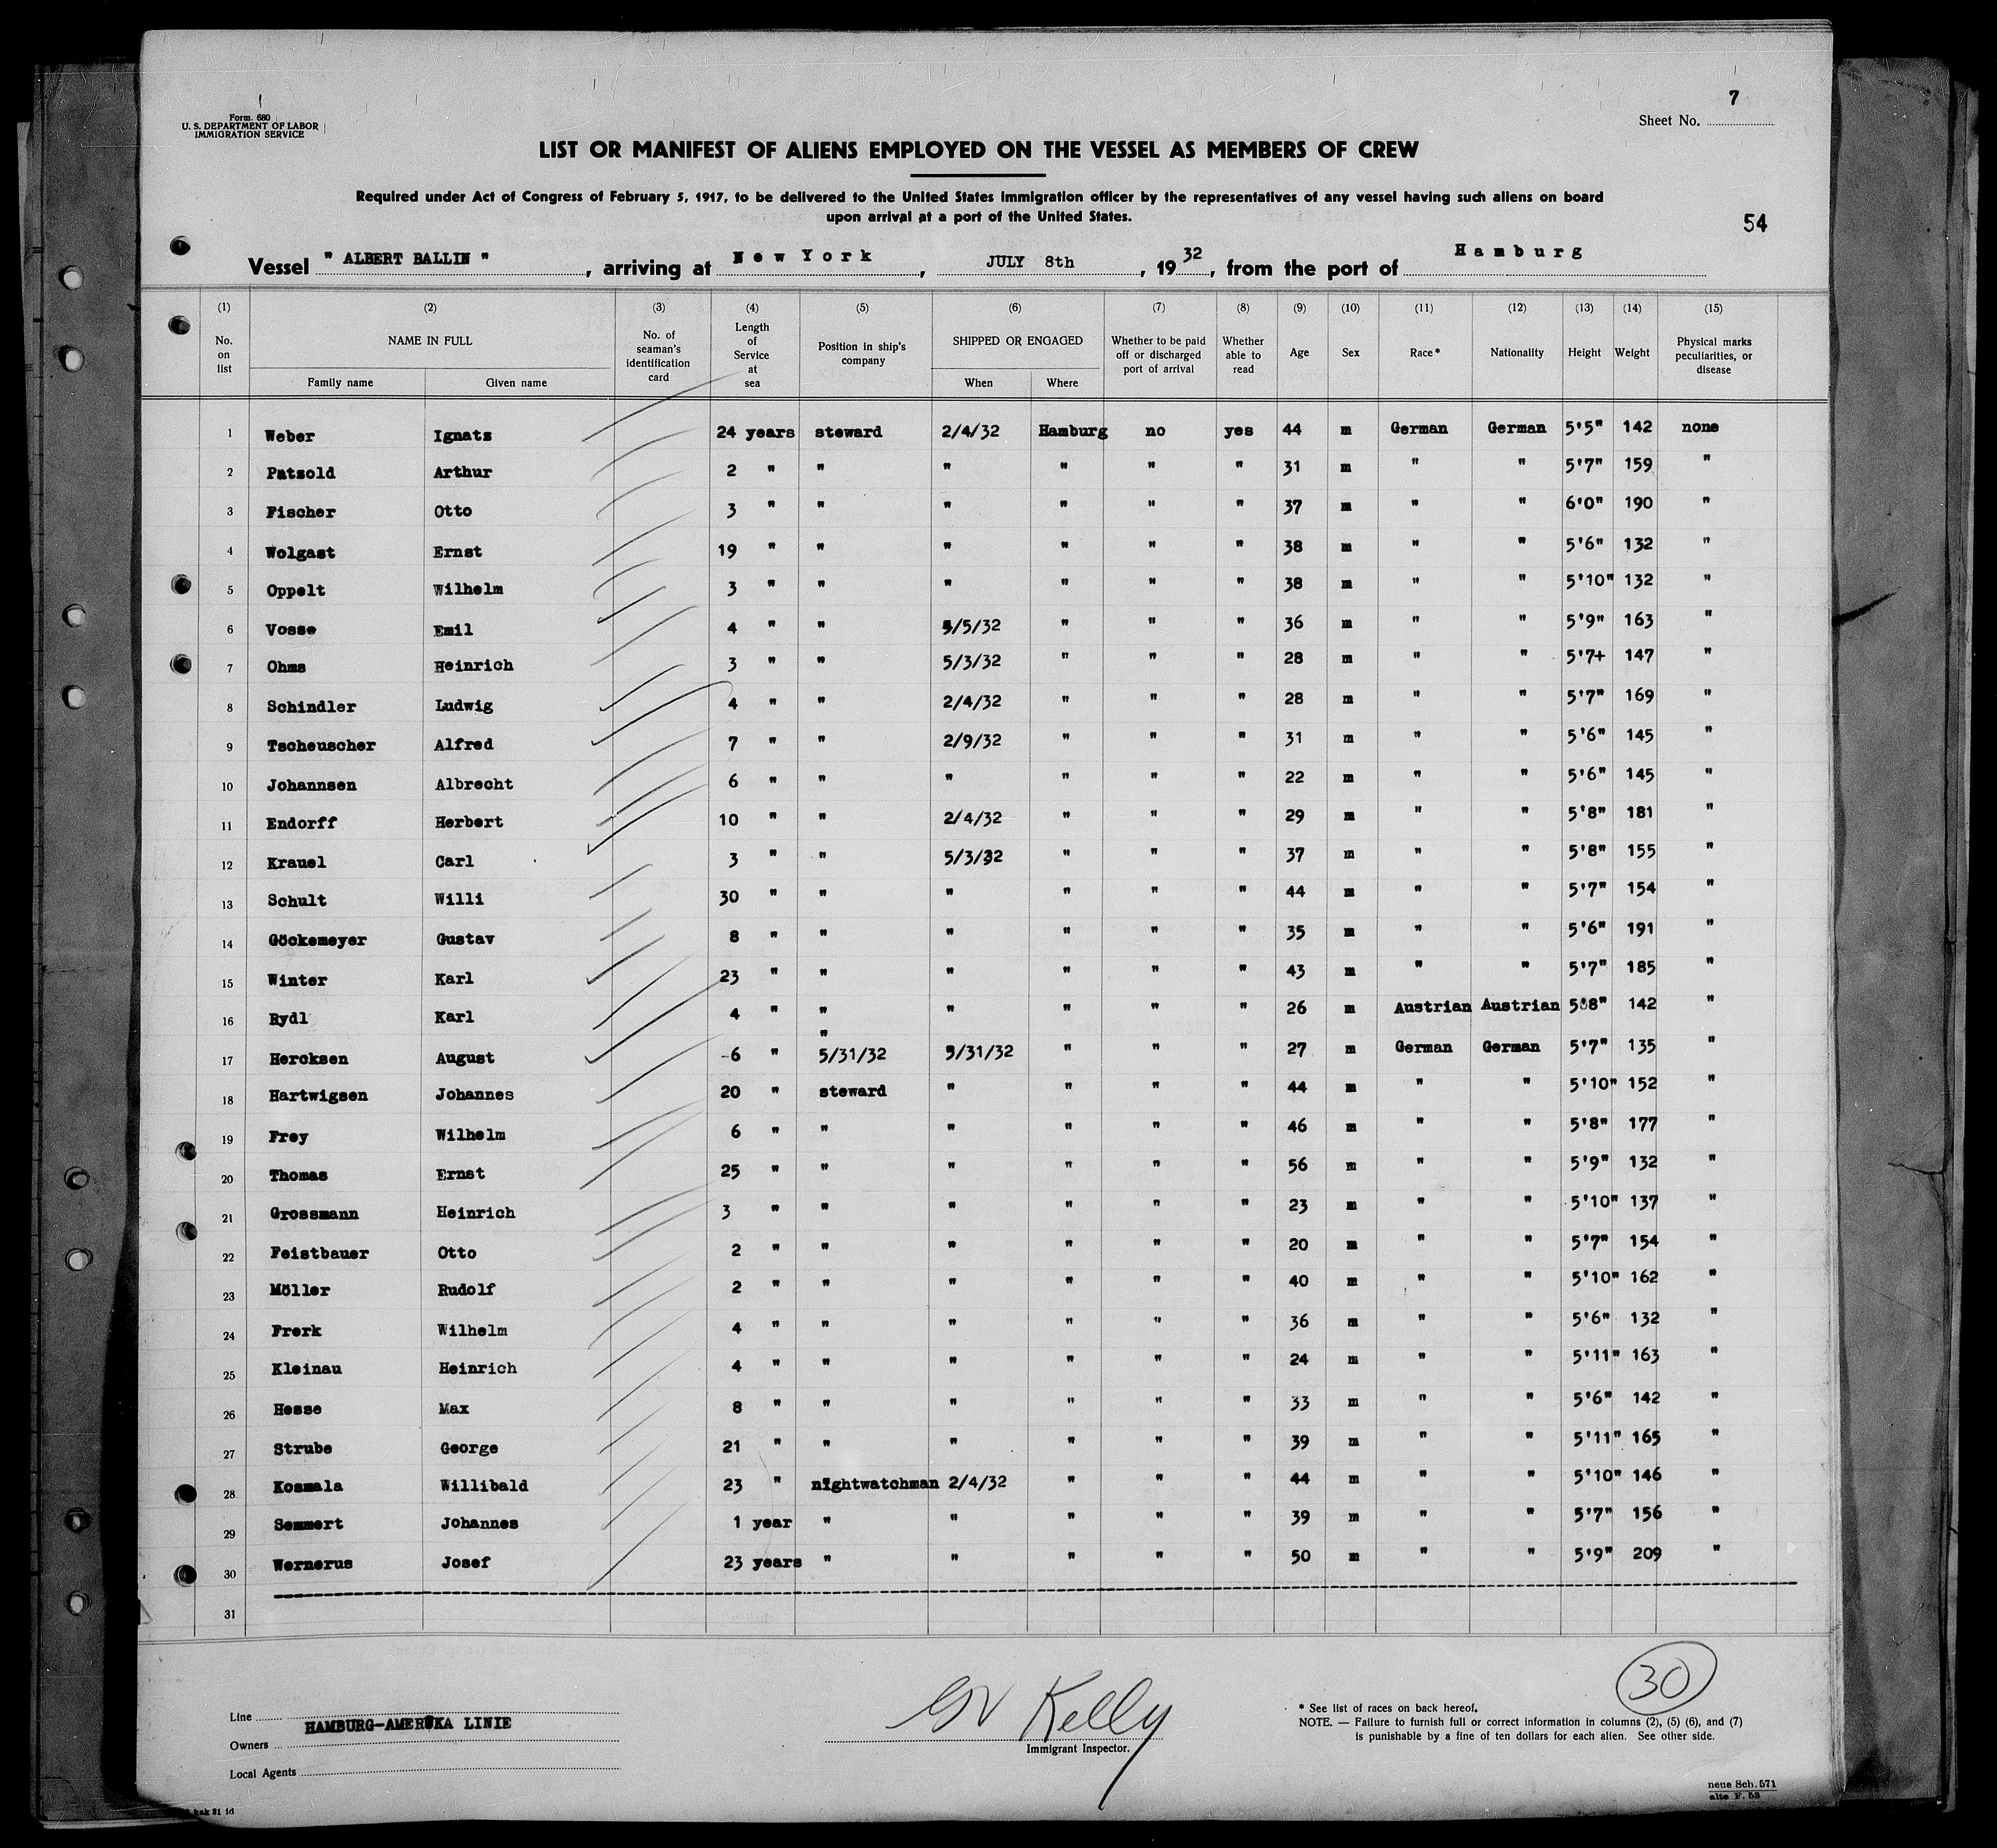 7
Form. 680
U. S. DEPARTMENT OF LABOR
IMMIGRATION SERVICE
Sheet No.
LIST OR MANIFEST OF ALIENS EMPLOYED ON THE VESSEL AS MEMBERS OF CREW
Required under Act of Congress of February 5, 1917, to be delivered to the United States Immigration officer by the representatives of any vessel having such aliens on board
upon arrival at a port of the United States.
54
Vessel " ALBERT BALLIN " , arriving at New York , JULY 8th , 1932, from the port of Hamburg
(1) (2) (3) (4) (5) (6) (7) (8) (9) (10) (11) (12) (13) (14) (15)
No. on list NAME IN FULL Family name Given name No. of seaman's identification card Length of Service at sea Position in ship's company SHIPPED OR ENGAGED When Where Whether to be paid off or discharged port of arrival Whether able to read Age Sex Race* Nationality Height Weight Physical marks peculiarities, or disease
1 Weber Ignatz 24 years steward 2/4/32 Hamburg no yes 44 m German German 5'5" 142 none
2 Patzold Arthur 2 " " " " " " 31 m " " 5'7" 159 "
3 Fischer Otto 3 " " " " " " 37 m " " 6'0" 190 "
4 Wolgast Ernst 19 " " " " " " 38 m " " 5'6" 132 "
5 Oppelt Wilhelm 3 " " " " " " 38 m " " 5'10" 132 "
6 Vosse Emil 4 " " 5/5/32 " " " 36 m " " 5'9" 163 "
7 Ohms Heinrich 3 " " 5/3/32 " " " 28 m " " 5'7+ 147 "
8 Schindler Ludwig 4 " " 2/4/32 " " " 28 m " " 5'7" 169 "
9 Tscheuscher Alfred 7 " " 2/9/32 " " " 31 m " " 5'6" 145 "
10 Johannsen Albrecht 6 " " " " " " 22 m " " 5'6" 145 "
11 Endorff Herbert 10 " " 2/4/32 " " " 29 m " " 5'8" 181 "
12 Krauel Carl 3 " " 5/3/32 " " " 37 m " " 5'8" 155 "
13 Schult Willi 30 " " " " " " 44 m " " 5'7" 154 "
14 Göckemeyer Gustav 8 " " " " " " 35 m " " 5'6" 191 "
15 Winter Karl 23 " " " " " " 43 m " " 5'7" 185 "
16 Rydl Karl 4 " " " " " " 26 m Austrian Austrian 5'8" 142 "
17 Hercksen August 6 " " 5/31/32 5/31/32 " " " 27 m German German 5'7" 135 "
18 Hartwigsen Johannes 20 " steward " " " " 44 m " " 5'10" 152 "
19 Frey Wilhelm 6 " " " " " " 46 m " " 5'8" 177 "
20 Thomas Ernst 25 " " " " " " 56 m " " 5'9" 132 "
21 Grossmann Heinrich 3 " " " " " " 23 m " " 5'10" 137 "
22 Feistbauer Otto 2 " " " " " " 20 m " " 5'7" 154 "
23 Möller Rudolf 2 " " " " " " 40 m " " 5'10" 162 "
24 Frerk Wilhelm 4 " " " " " " 36 m " " 5'6" 132 "
25 Kleinau Heinrich 4 " " " " " " 24 m " " 5'11" 163 "
26 Hesse Max 8 " " " " " " 33 m " " 5'6" 142 "
27 Strube George 21 " " " " " " 39 m " " 5'11" 165 "
28 Kosmala Willibald 23 " nightwatchman 2/4/32 " " " 44 m " " 5'10" 146 "
29 Semmert Johannes 1 year " " " " " 39 m " " 5'7" 156 "
30 Wernerus Josef 23 years " " " " " 50 m " " 5'9" 209 "
31
30
Line
HAMBURG-AMERIKA LINIE
Owners
Local Agents
Kelly
Immigrant Inspector.
* See list of races on back hereof.
NOTE. — Failure to furnish full or correct information in columns (2), (5) (6), and (7)
is punishable by a fine of ten dollars for each alien. See other side.
neue Sch. 571
alte F. 53
kak 31 1d